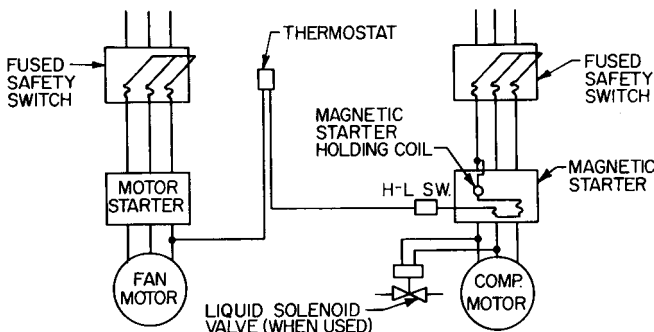 FUSED
SAFETY
SWITCH
THERMOSTAT
FUSED
SAFETY
SWITCH
MAGNETIC
STARTER
HOLDING COIL
MAGNETIC
STARTER
MOTOR
STARTER
H-L SW.
FAN
MOTOR
LIQUID SOLENOID
VALVE (WHEN USED)
COMP.
MOTOR